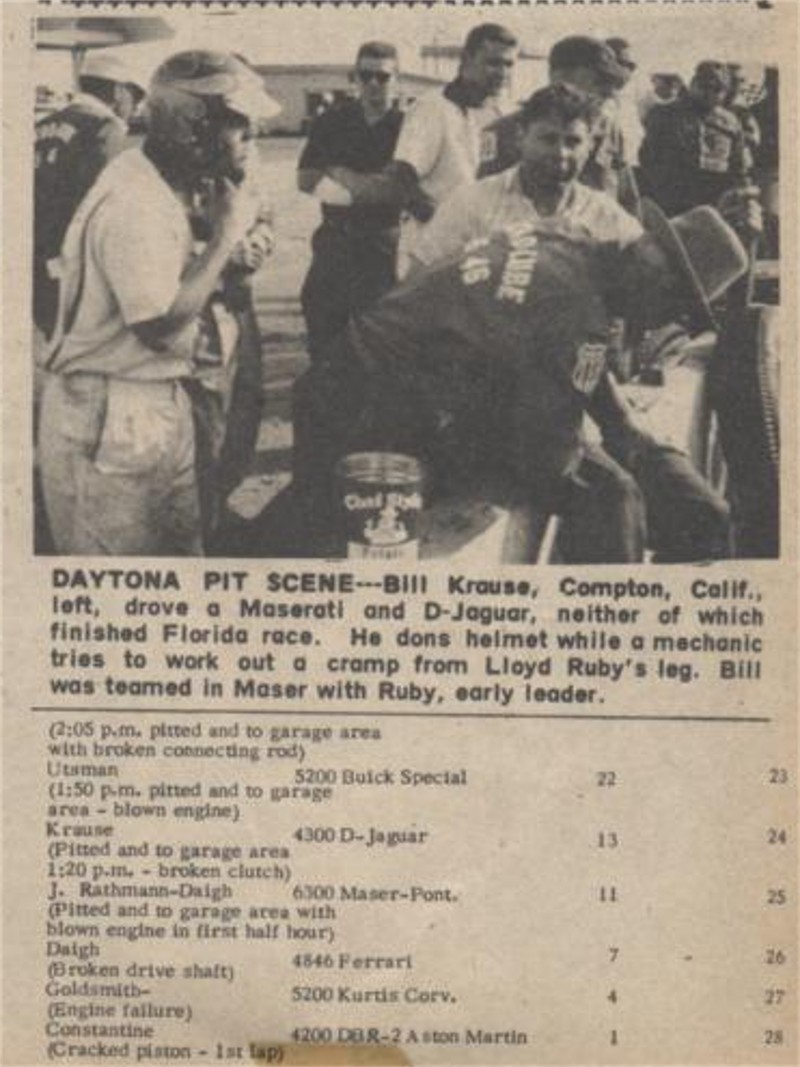 DAYTONA PIT SCENE---Bill Krause, Compton, Calif.,
left, drove a Maserati and D-Jaguar, neither of which
finished Florida race. He dons helmet while a mechanic
tries to work out a cramp from Lloyd Ruby's leg. Bill
was teamed in Maser with Ruby, early leader.
(2:05 p.m. pitted and to garage area
with broken connecting rod)
Utsman 5200 Buick Special 22 23
(1:50 p.m. pitted and to garage
area - blown engine)
Krause 4300 D-Jaguar 13 24
(Pitted and to garage area
1:20 p.m. - broken clutch)
J. Rathmann-Daigh 6300 Maser-Pont. 11 25
(Pitted and to garage area with
blown engine in first half hour)
Daigh 4846 Ferrari 7 - 26
(Broken drive shaft)
Goldsmith- 5200 Kurtis Corv. 4 27
(Engine failure)
Constantine 4200 DBR-2 Aston Martin 1 28
(Cracked piston - 1st lap)